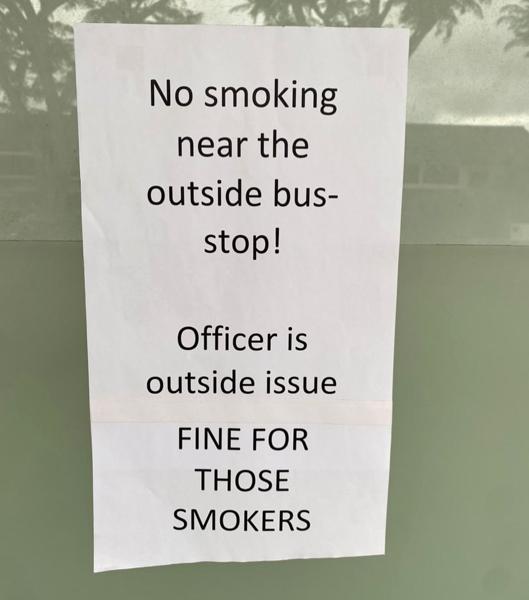 No smoking
near the
outside bus-
stop!
Officer is
outside issue
FINE FOR
THOSE
SMOKERS